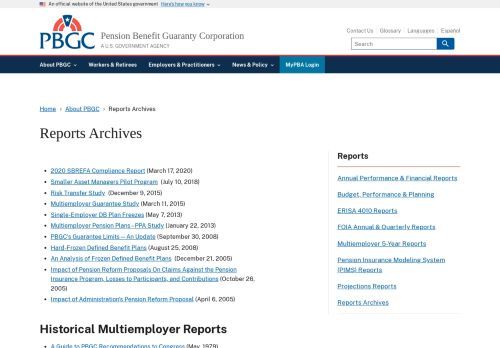 An official website of the United States government Here's how you know
PBGC Pension Benefit Guaranty Corporation
A U.S. GOVERNMENT AGENCY
Contact Us Glossary Languages Español
Search
About PBGC Workers & Retirees Employers & Practitioners News & Policy MyPBA Login
Home About PBGC Reports Archives
Reports Archives
2020 SBREFA Compliance Report (March 17, 2020)
Smaller Asset Managers Pilot Program (July 10, 2018)
Risk Transfer Study (December 9, 2015)
Multiemployer Guarantee Study (March 11, 2015)
Single-Employer DB Plan Freezes (May 7, 2013)
Multiemployer Pension Plans--PPA Study (January 22, 2013)
PBGC's Guarantee Limits—An Update (September 30, 2008)
Hard-Frozen Defined Benefit Plans (August 25, 2008)
An Analysis of Frozen Defined Benefit Plans (December 21, 2005)
Impact of Pension Reform Proposals On Claims Against the Pension
Insurance Program, Losses to Participants, and Contributions (October 26,
2005)
Impact of Administration's Pension Reform Proposal (April 6, 2005)
Historical Multiemployer Reports
A Guide to PBGC Recommendations to Congress (May, 1979)
Reports
Annual Performance & Financial Reports
Budget, Performance & Planning
ERISA 4010 Reports
FOIA Annual & Quarterly Reports
Multiemployer 5-Year Reports
Pension Insurance Modeling System
(PIMS) Reports
Projections Reports
Reports Archives